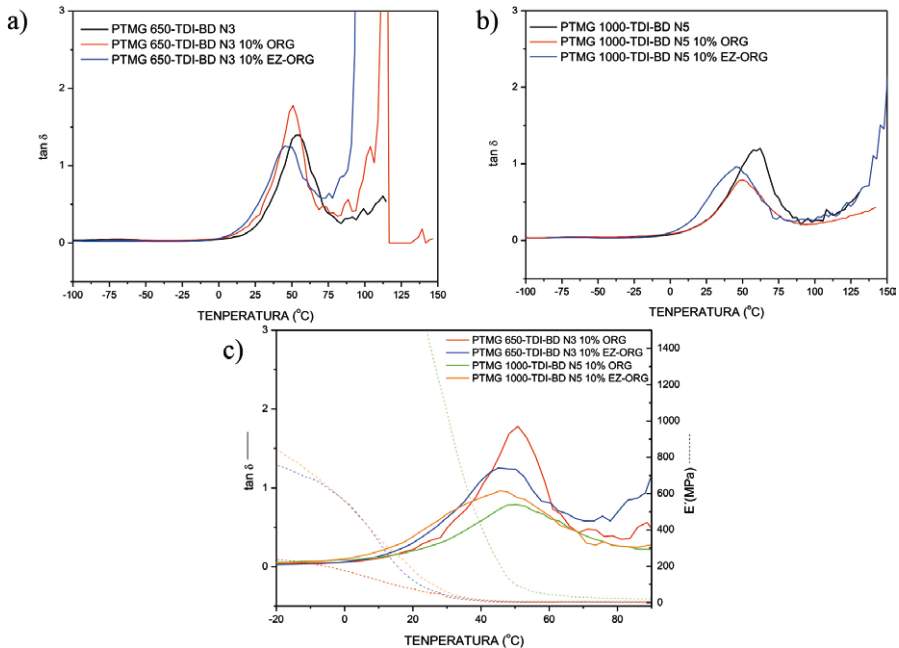 a)
PTMG 650-TDI-BD N3
PTMG 650-TDI-BD N3 10% ORG
PTMG 650-TDI-BD N3 10% EZ-ORG
3
2
1
0
tan δ
-100 -75 -50 -25 0 25 50 75 100 125 150
TENPERATURA (°C)
b)
PTMG 1000-TDI-BD N5
PTMG 1000-TDI-BD N5 10% ORG
PTMG 1000-TDI-BD N5 10% EZ-ORG
3
2
1
0
tan δ
-100 -75 -50 -25 0 25 50 75 100 125 150
TENPERATURA (°C)
c)
PTMG 650-TDI-BD N3 10% ORG
PTMG 650-TDI-BD N3 10% EZ-ORG
PTMG 1000-TDI-BD N5 10% ORG
PTMG 1000-TDI-BD N5 10% EZ-ORG
3
2
1
0
tan δ
1400
1200
1000
800
600
400
200
0
E'(MPa)
-20 0 20 40 60 80
TENPERATURA (°C)